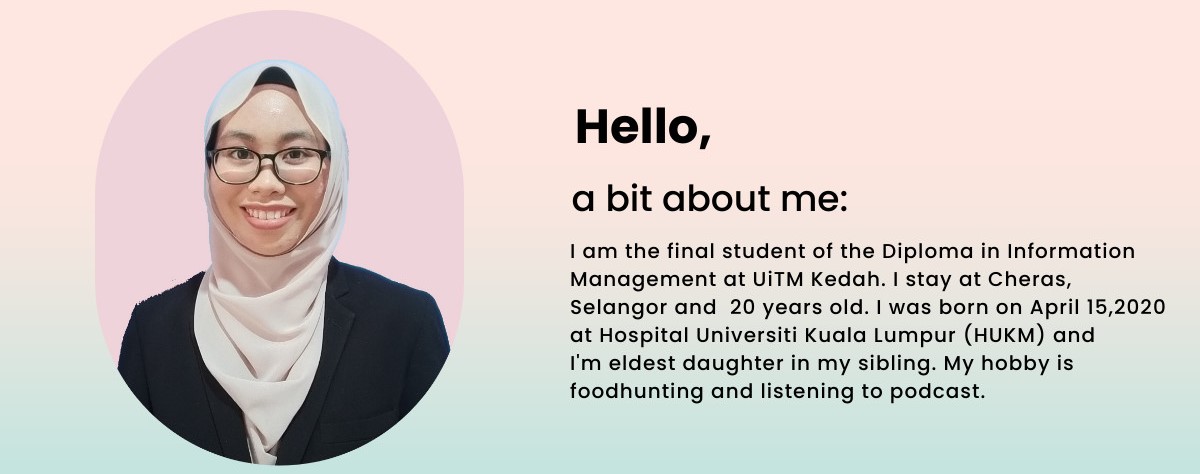 Hello,
a bit about me:
I am the final student of the Diploma in Information
Management at UiTM Kedah. I stay at Cheras,
Selangor and  20 years old. I was born on April 15,2020
at Hospital Universiti Kuala Lumpur (HUKM) and
I'm eldest daughter in my sibling. My hobby is
foodhunting and listening to podcast.